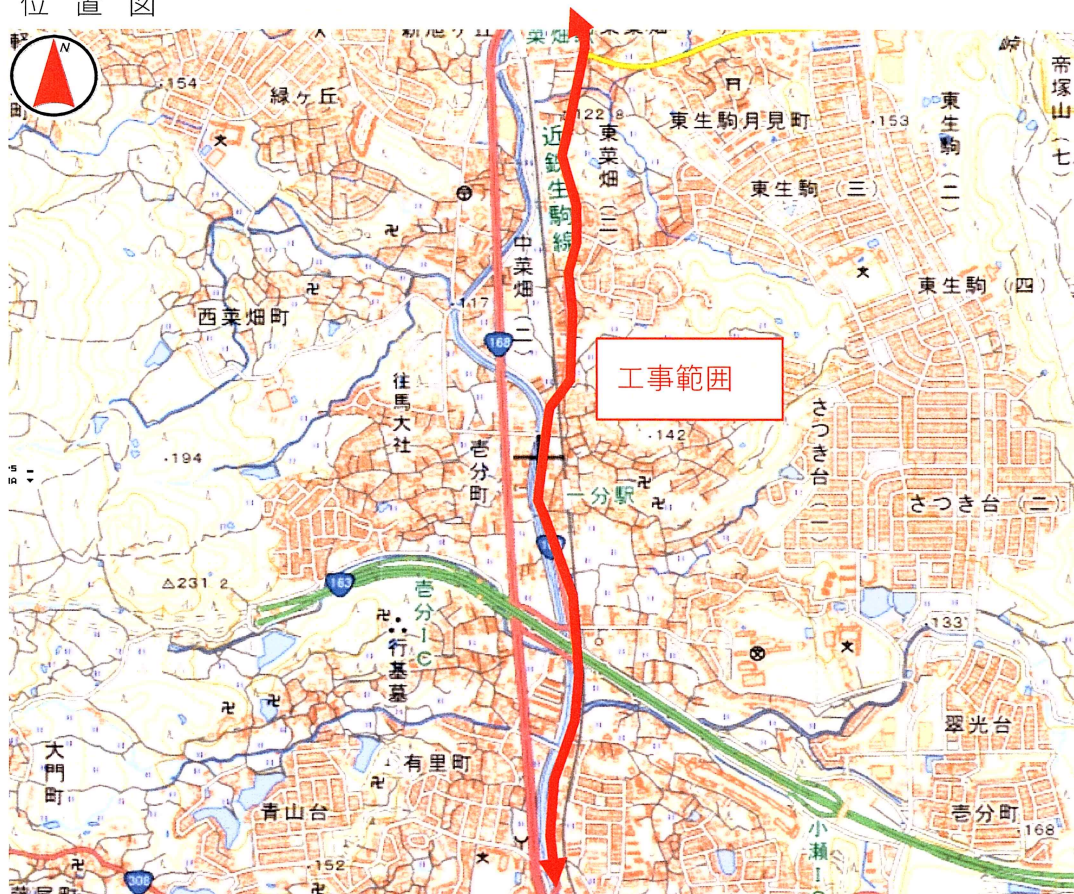 位 置 図
N
154
緑ヶ丘
122 8
近鉄生駒線
東菜畑(二)
東生駒月見町
153
東生駒(二)
帝塚山(七)
峠
東生駒(三)
東生駒(四)
中菜畑(二)
117
西菜畑町
168
工事範囲
往馬大社
壱分町
142
さつき台(一)
194
一分駅
さつき台(二)
231 2
163
壱分IC
行基墓
133
翠光台
大門町
有里町
青山台
壱分町
168
小瀬I
152
308